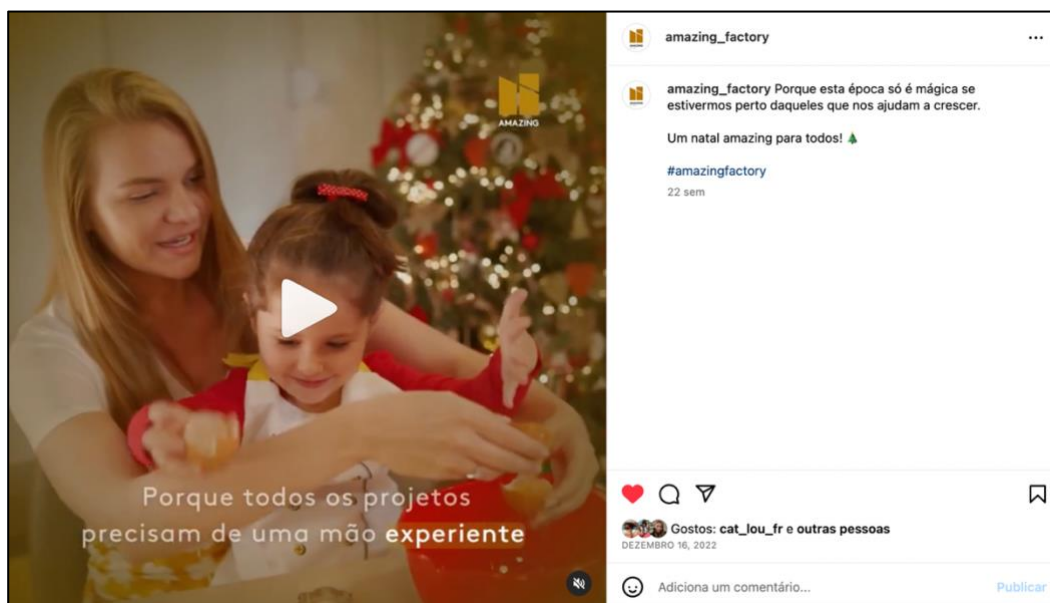 AMAZING
Porque todos os projetos
precisam de uma mão experiente
amazing_factory
amazing_factory Porque esta época só é mágica se
estivermos perto daqueles que nos ajudam a crescer.
Um natal amazing para todos! 🎄
#amazingfactory
22 sem
Gostos: cat_lou_fr e outras pessoas
DEZEMBRO 16, 2022
Adiciona um comentário... Publicar